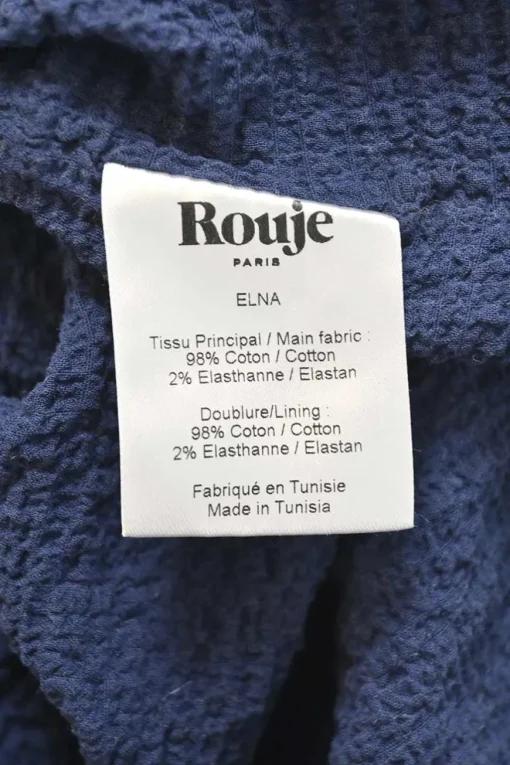 Rouje
PARIS
ELNA
Tissu Principal / Main fabric :
98% Coton / Cotton
2% Elasthanne / Elastan
Doublure/Lining :
98% Coton / Cotton
2% Elasthanne / Elastan
Fabriqué en Tunisie
Made in Tunisia